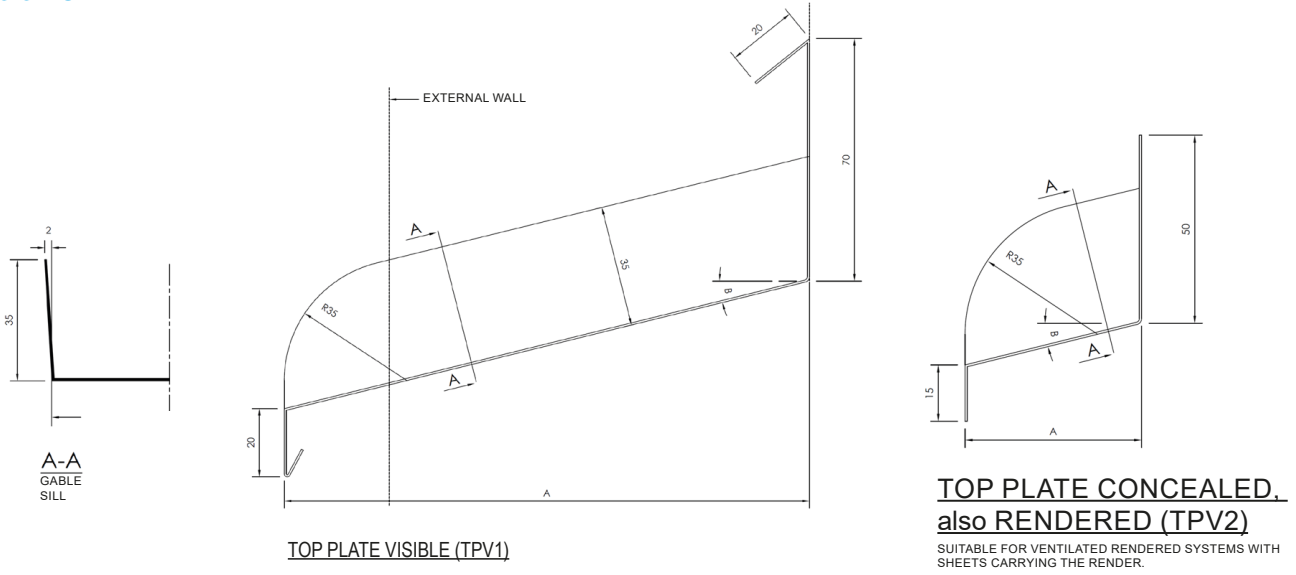 20
EXTERNAL WALL
70
A
35
R35
B
A
20
A
TOP PLATE VISIBLE (TPV1)
2
35
A-A
GABLE
SILL
A
50
R35
B
A
15
A
TOP PLATE CONCEALED,
also RENDERED (TPV2)
SUITABLE FOR VENTILATED RENDERED SYSTEMS WITH
SHEETS CARRYING THE RENDER.